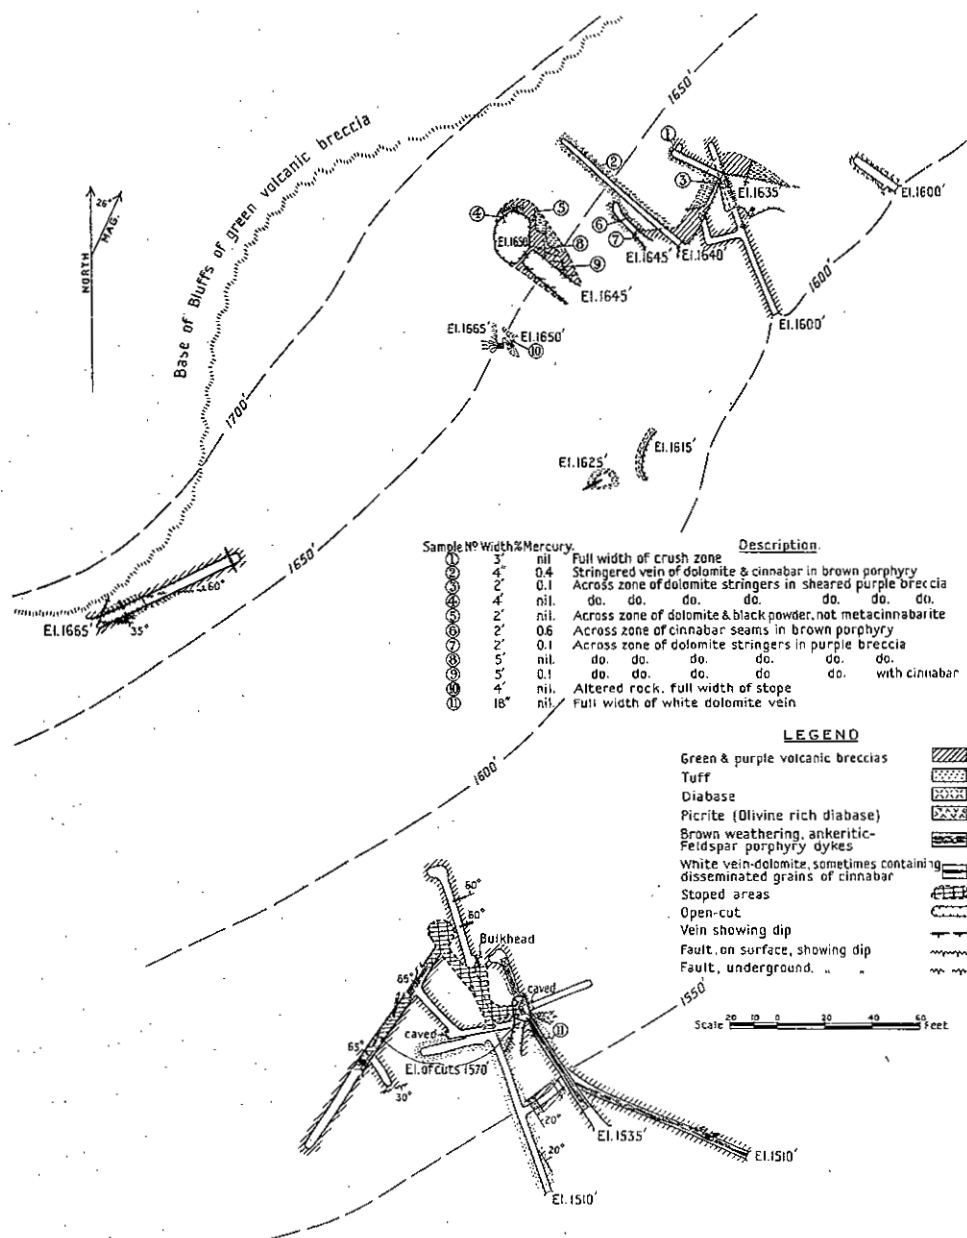 1650'
Base of Bluffs of green volcanic breccia
①
②
③
El.1635'
El.1600'
26°
MAG.
NORTH
④
⑤
⑥
⑦
⑧
⑨
El.1650'
El.1645'
El.1640'
El.1645'
1600'
El.1600'
El.1665'
El.1650'
⑩
1700'
El.1615'
El.1625'
1650'
60°
El.1665'
35°
Sample Nº Width % Mercury. Description.
① 3' nil Full width of crush zone
② 4" 0.4 Stringered vein of dolomite & cinnabar in brown porphyry
③ 2' 0.1 Across zone of dolomite stringers in sheared purple breccia
④ 4' nil. do. do. do. do. do. do. do.
⑤ 2' nil. Across zone of dolomite & black powder, not metacinnabarite
⑥ 2' 0.6 Across zone of cinnabar seams in brown porphyry
⑦ 2' 0.1 Across zone of dolomite stringers in purple breccia
⑧ 5' nil. do. do. do. do. do. do.
⑨ 5' 0.1 do. do. do. do. do. with cinnabar
⑩ 4' nil. Altered rock, full width of stope
⑪ 18" nil. Full width of white dolomite vein
LEGEND
Green & purple volcanic breccias
Tuff
Diabase
Picrite (Olivine rich diabase)
Brown weathering, ankeritic-
Feldspar porphyry dykes
White vein-dolomite, sometimes containing
disseminated grains of cinnabar
Stoped areas
Open-cut
Vein showing dip
Fault, on surface, showing dip
Fault, underground. " "
Scale 20 10 0 20 40 60 Feet
1600'
60°
60°
Bulkhead
caved
65°
1550'
caved
⑪
65°
El.of cuts 1570'
30°
20°
El.1535'
20°
El.1510'
El.1510'